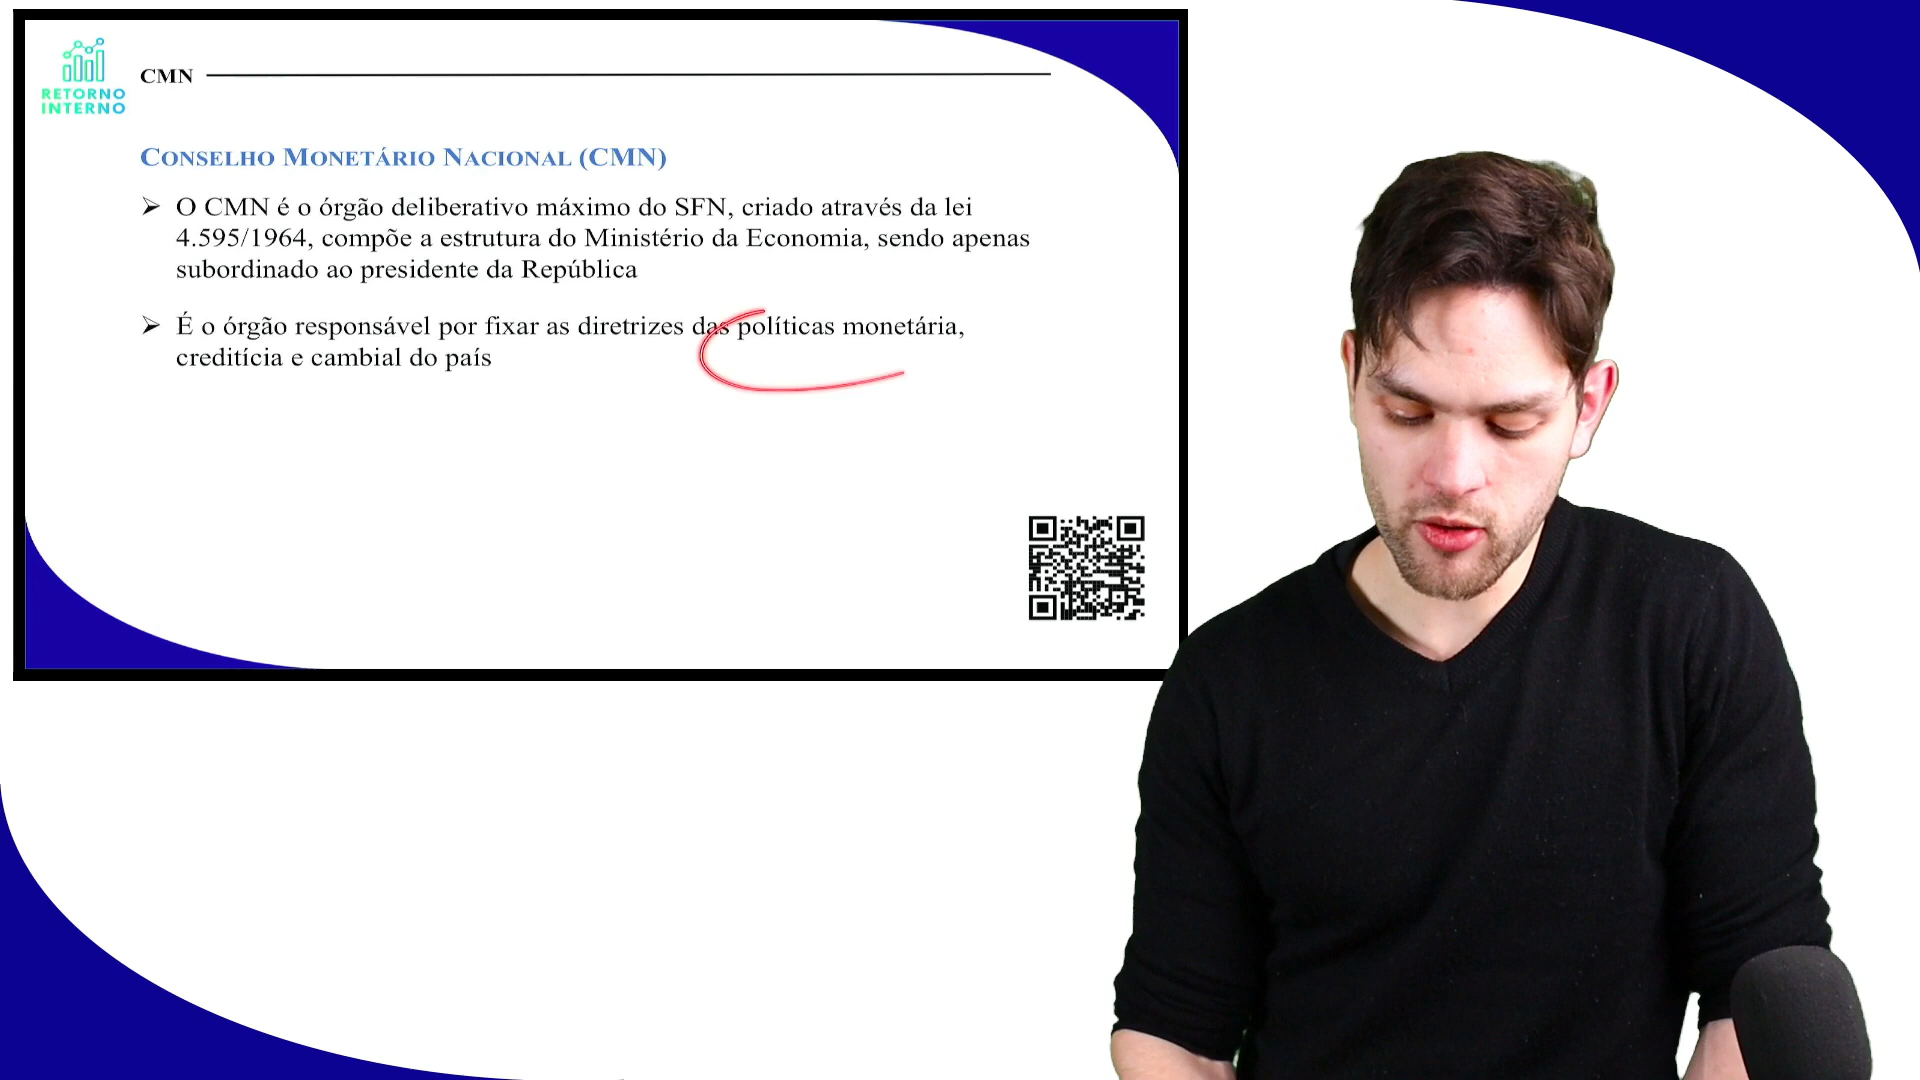 RETORNO
INTERNO
CMN
CONSELHO MONETÁRIO NACIONAL (CMN)
➢ O CMN é o órgão deliberativo máximo do SFN, criado através da lei
4.595/1964, compõe a estrutura do Ministério da Economia, sendo apenas
subordinado ao presidente da República
➢ É o órgão responsável por fixar as diretrizes das políticas monetária,
creditícia e cambial do país